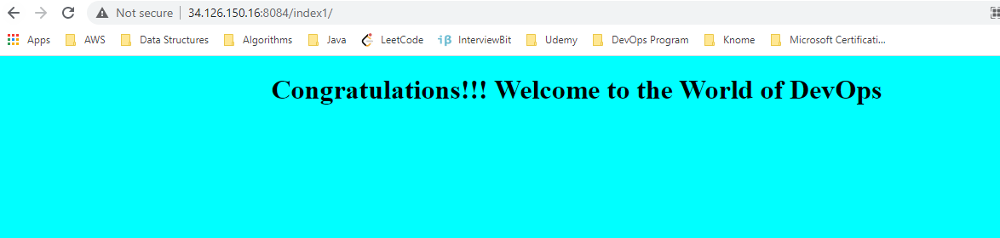 Not secure 34.126.150.16:8084/index1/
Apps AWS Data Structures Algorithms Java LeetCode iβ InterviewBit Udemy DevOps Program Knome Microsoft Certificati...
Congratulations!!! Welcome to the World of DevOps